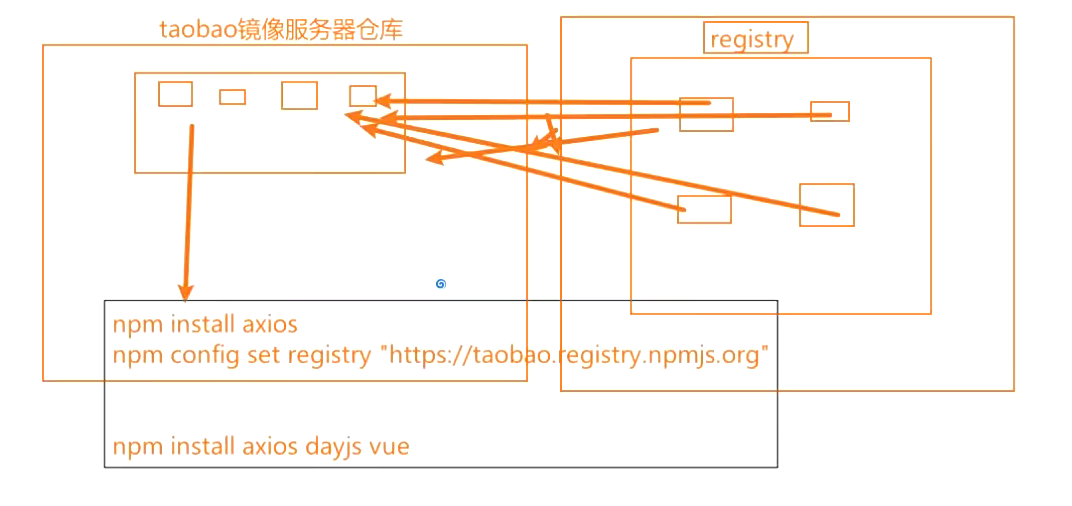 taobao镜像服务器仓库
registry
npm install axios
npm config set registry "https://taobao.registry.npmjs.org"
npm install axios dayjs vue